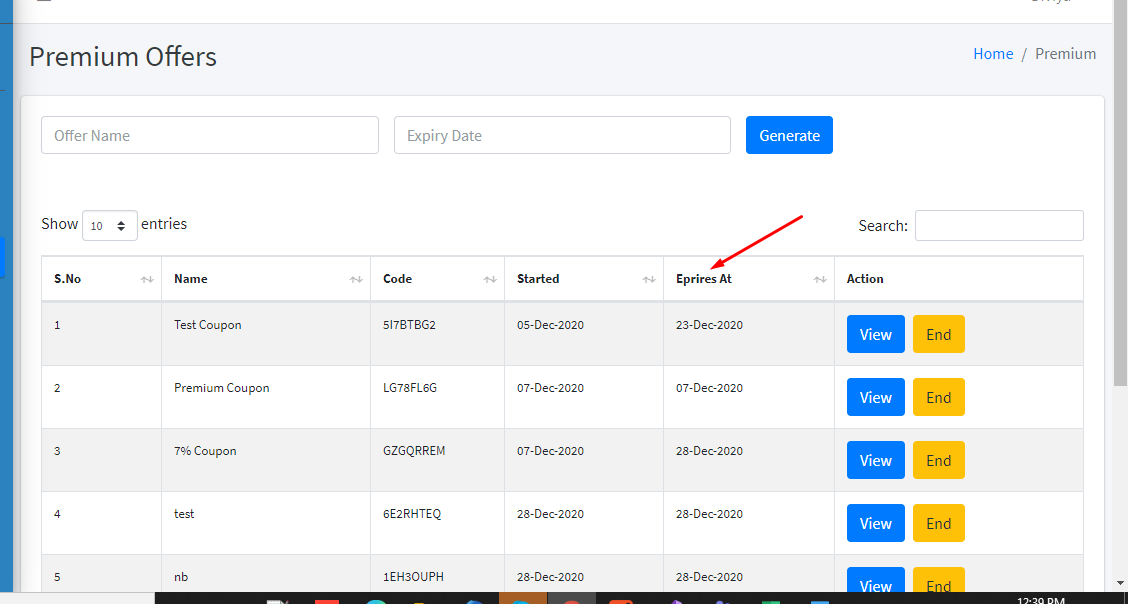 Premium Offers
Home / Premium
Offer Name
Expiry Date
Generate
Show 10 entries
Search:
S.No Name Code Started Eprires At Action
1 Test Coupon 5I7BTBG2 05-Dec-2020 23-Dec-2020 View End
2 Premium Coupon LG78FL6G 07-Dec-2020 07-Dec-2020 View End
3 7% Coupon GZGQRREM 07-Dec-2020 28-Dec-2020 View End
4 test 6E2RHTEQ 28-Dec-2020 28-Dec-2020 View End
5 nb 1EH3OUPH 28-Dec-2020 28-Dec-2020 View End
12:39 PM